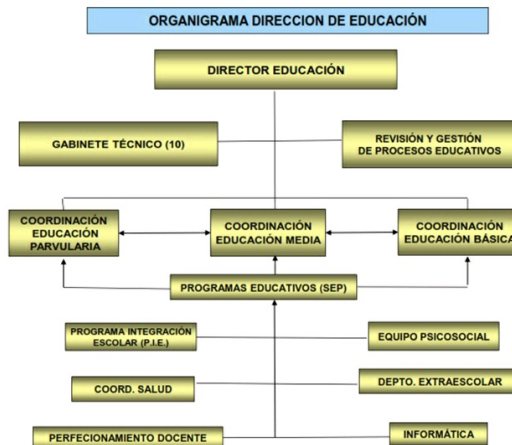 ORGANIGRAMA DIRECCION DE EDUCACIÓN
DIRECTOR EDUCACIÓN
GABINETE TÉCNICO (10)
REVISIÓN Y GESTIÓN
DE PROCESOS EDUCATIVOS
COORDINACIÓN
EDUCACIÓN
PARVULARIA
COORDINACIÓN
EDUCACIÓN MEDIA
COORDINACIÓN
EDUCACIÓN BÁSICA
PROGRAMAS EDUCATIVOS (SEP)
PROGRAMA INTEGRACIÓN
ESCOLAR (P.I.E.)
EQUIPO PSICOSOCIAL
COORD. SALUD
DEPTO. EXTRAESCOLAR
PERFECIONAMIENTO DOCENTE
INFORMÁTICA